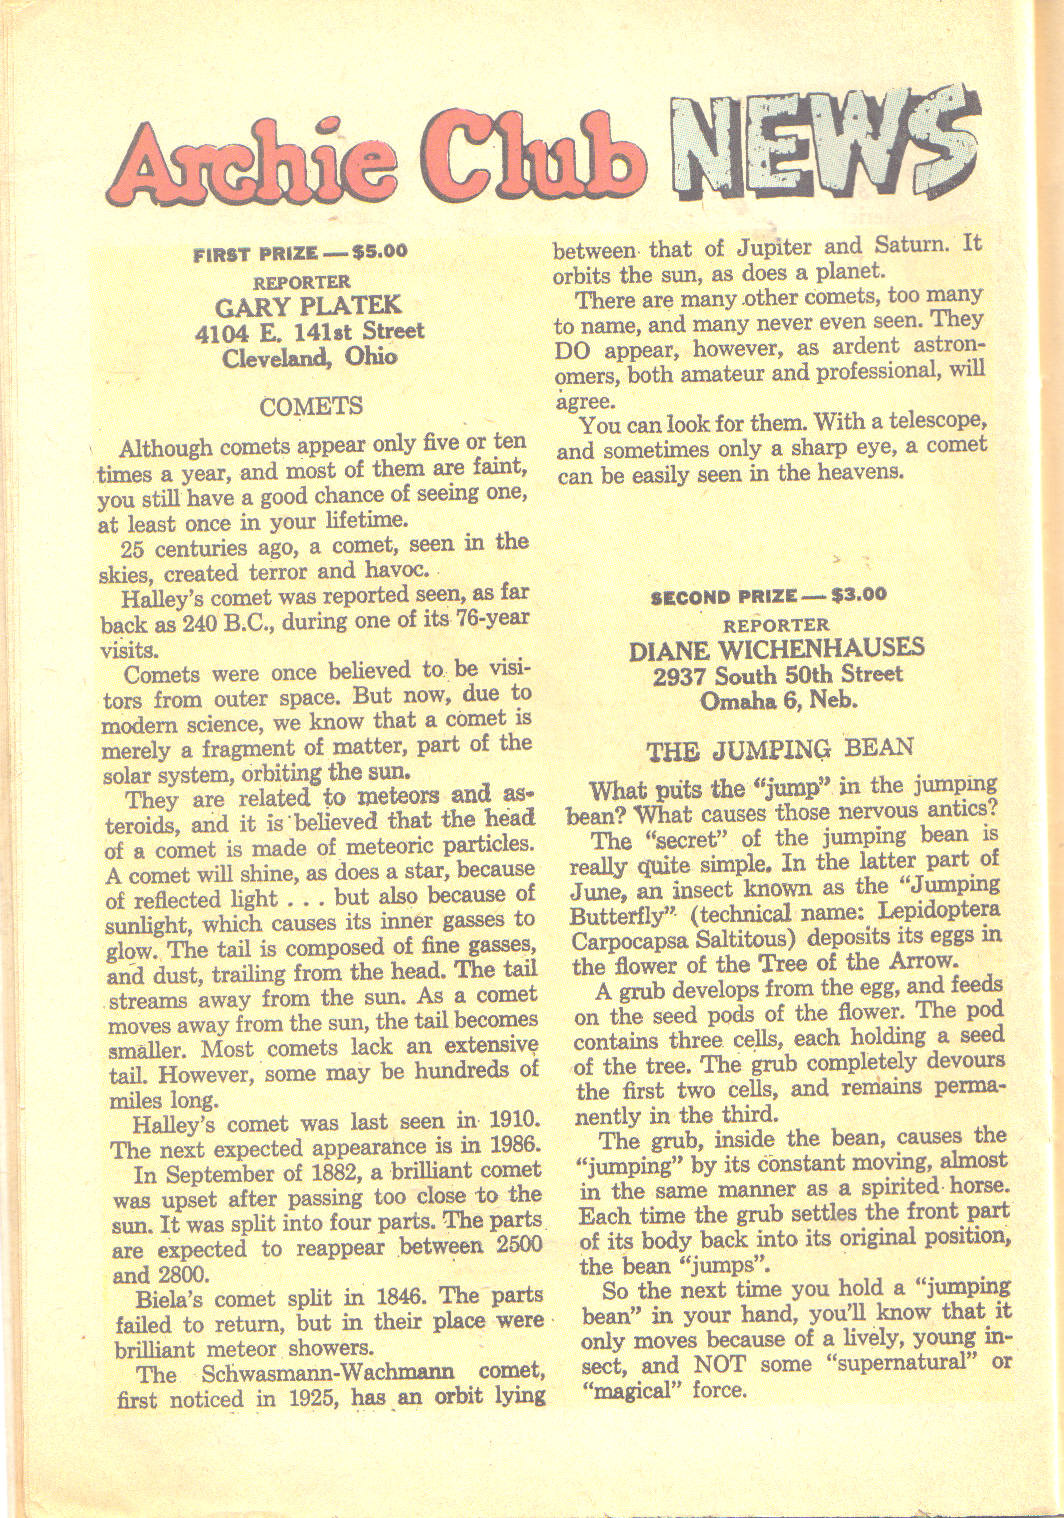 Archie Club NEWS
FIRST PRIZE — $5.00
REPORTER
GARY PLATEK
4104 E. 141st Street
Cleveland, Ohio
COMETS
Although comets appear only five or ten
times a year, and most of them are faint,
you still have a good chance of seeing one,
at least once in your lifetime.
25 centuries ago, a comet, seen in the
skies, created terror and havoc.
Halley's comet was reported seen, as far
back as 240 B.C., during one of its 76-year
visits.
Comets were once believed to be visi-
tors from outer space. But now, due to
modern science, we know that a comet is
merely a fragment of matter, part of the
solar system, orbiting the sun.
They are related to meteors and as-
teroids, and it is believed that the head
of a comet is made of meteoric particles.
A comet will shine, as does a star, because
of reflected light . . . but also because of
sunlight, which causes its inner gasses to
glow. The tail is composed of fine gasses,
and dust, trailing from the head. The tail
streams away from the sun. As a comet
moves away from the sun, the tail becomes
smaller. Most comets lack an extensive
tail. However, some may be hundreds of
miles long.
Halley's comet was last seen in 1910.
The next expected appearance is in 1986.
In September of 1882, a brilliant comet
was upset after passing too close to the
sun. It was split into four parts. The parts
are expected to reappear between 2500
and 2800.
Biela's comet split in 1846. The parts
failed to return, but in their place were
brilliant meteor showers.
The Schwasmann-Wachmann comet,
first noticed in 1925, has an orbit lying
between that of Jupiter and Saturn. It
orbits the sun, as does a planet.
There are many other comets, too many
to name, and many never even seen. They
DO appear, however, as ardent astron-
omers, both amateur and professional, will
agree.
You can look for them. With a telescope,
and sometimes only a sharp eye, a comet
can be easily seen in the heavens.
SECOND PRIZE — $3.00
REPORTER
DIANE WICHENHAUSES
2937 South 50th Street
Omaha 6, Neb.
THE JUMPING BEAN
What puts the “jump” in the jumping
bean? What causes those nervous antics?
The “secret” of the jumping bean is
really quite simple. In the latter part of
June, an insect known as the “Jumping
Butterfly” (technical name: Lepidoptera
Carpocapsa Saltitous) deposits its eggs in
the flower of the Tree of the Arrow.
A grub develops from the egg, and feeds
on the seed pods of the flower. The pod
contains three cells, each holding a seed
of the tree. The grub completely devours
the first two cells, and remains perma-
nently in the third.
The grub, inside the bean, causes the
“jumping” by its constant moving, almost
in the same manner as a spirited horse.
Each time the grub settles the front part
of its body back into its original position,
the bean “jumps”.
So the next time you hold a “jumping
bean” in your hand, you'll know that it
only moves because of a lively, young in-
sect, and NOT some “supernatural” or
“magical” force.